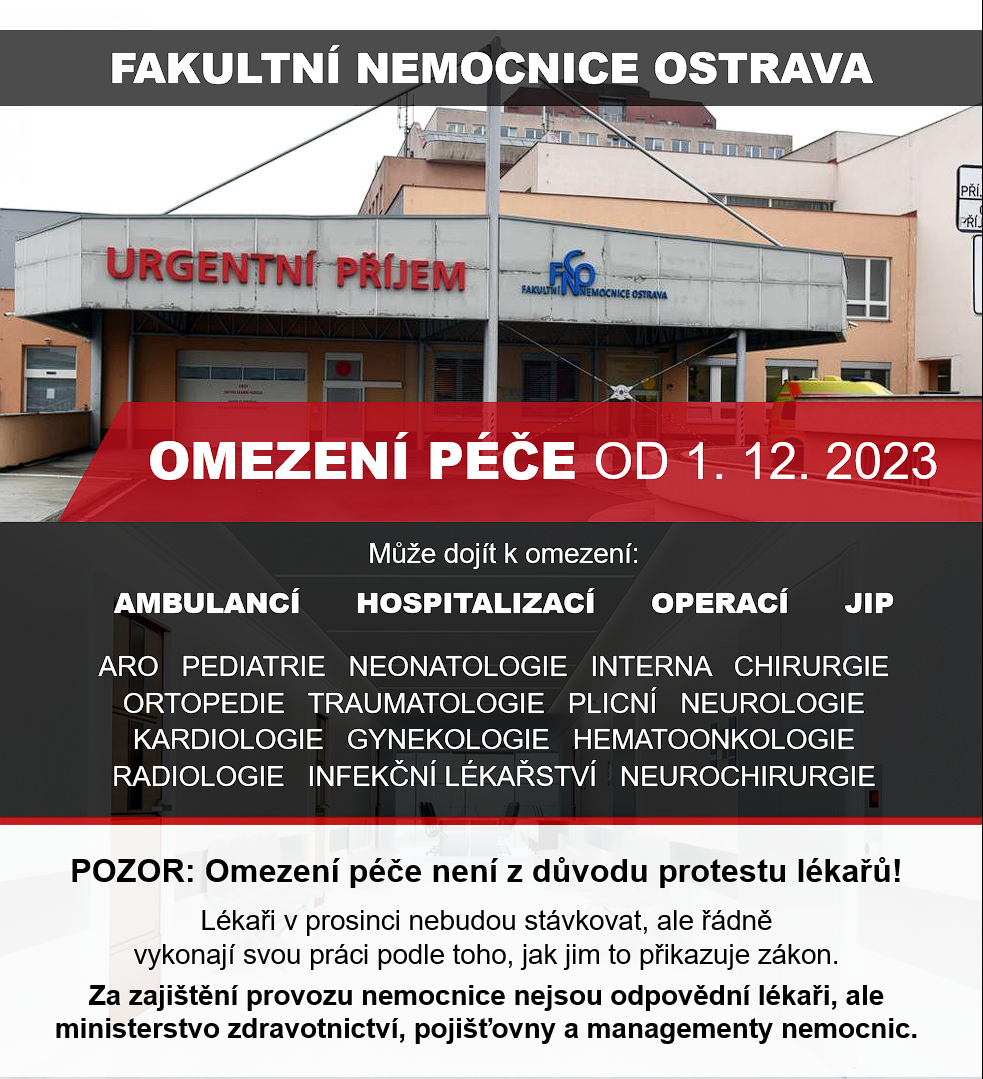 FAKULTNÍ NEMOCNICE OSTRAVA
PŘÍJ
URGENTNÍ PŘÍJEM
FNO
FAKULTNÍ NEMOCNICE OSTRAVA
OMEZENÍ PÉČE OD 1. 12. 2023
Může dojít k omezení:
AMBULANCÍ HOSPITALIZACÍ OPERACÍ JIP
ARO PEDIATRIE NEONATOLOGIE INTERNA CHIRURGIE
ORTOPEDIE TRAUMATOLOGIE PLICNÍ NEUROLOGIE
KARDIOLOGIE GYNEKOLOGIE HEMATOONKOLOGIE
RADIOLOGIE INFEKČNÍ LÉKAŘSTVÍ NEUROCHIRURGIE
POZOR: Omezení péče není z důvodu protestu lékařů!
Lékaři v prosinci nebudou stávkovat, ale řádně
vykonají svou práci podle toho, jak jim to přikazuje zákon.
Za zajištění provozu nemocnice nejsou odpovědní lékaři, ale
ministerstvo zdravotnictví, pojišťovny a managementy nemocnic.